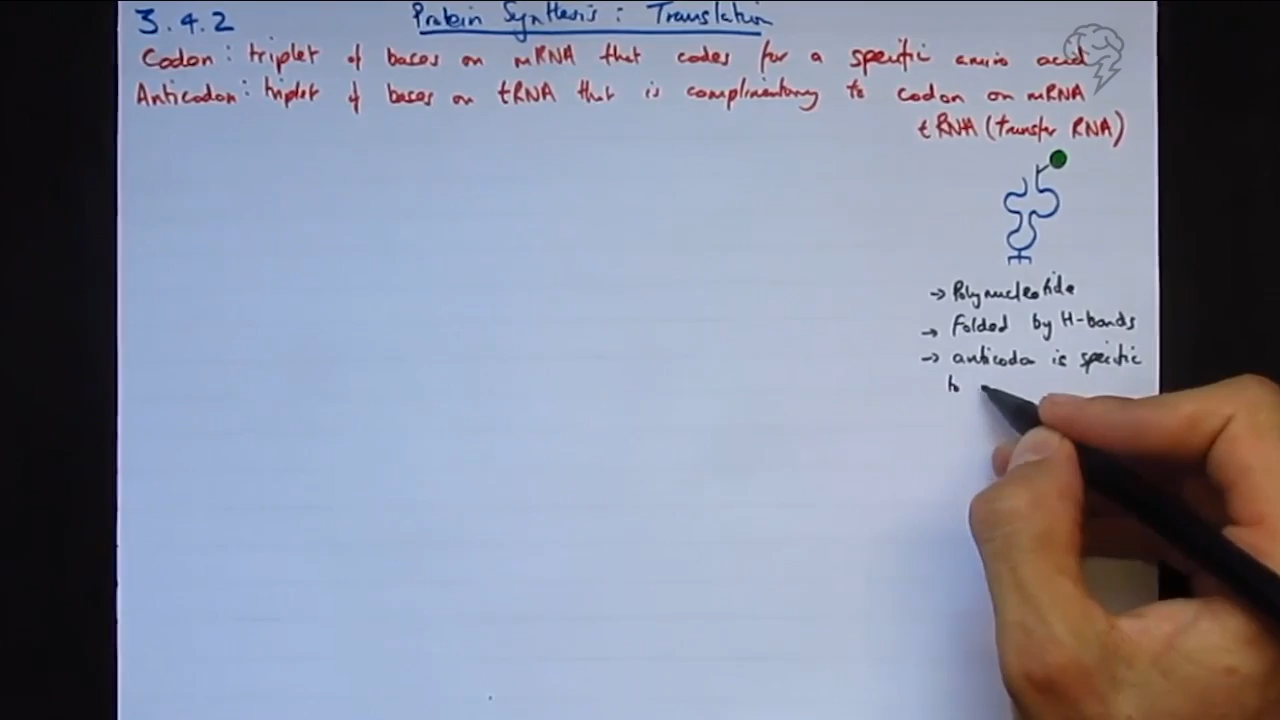 3.4.2 Protein Synthesis : Translation
Codon : triplet of bases on mRNA that codes for a specific amino acid
Anticodon : triplet of bases on tRNA that is complimentary to codon on mRNA
tRNA (transfer RNA)
→ Polynucleotide
→ Folded by H-bonds
→ anticodon is specific
to